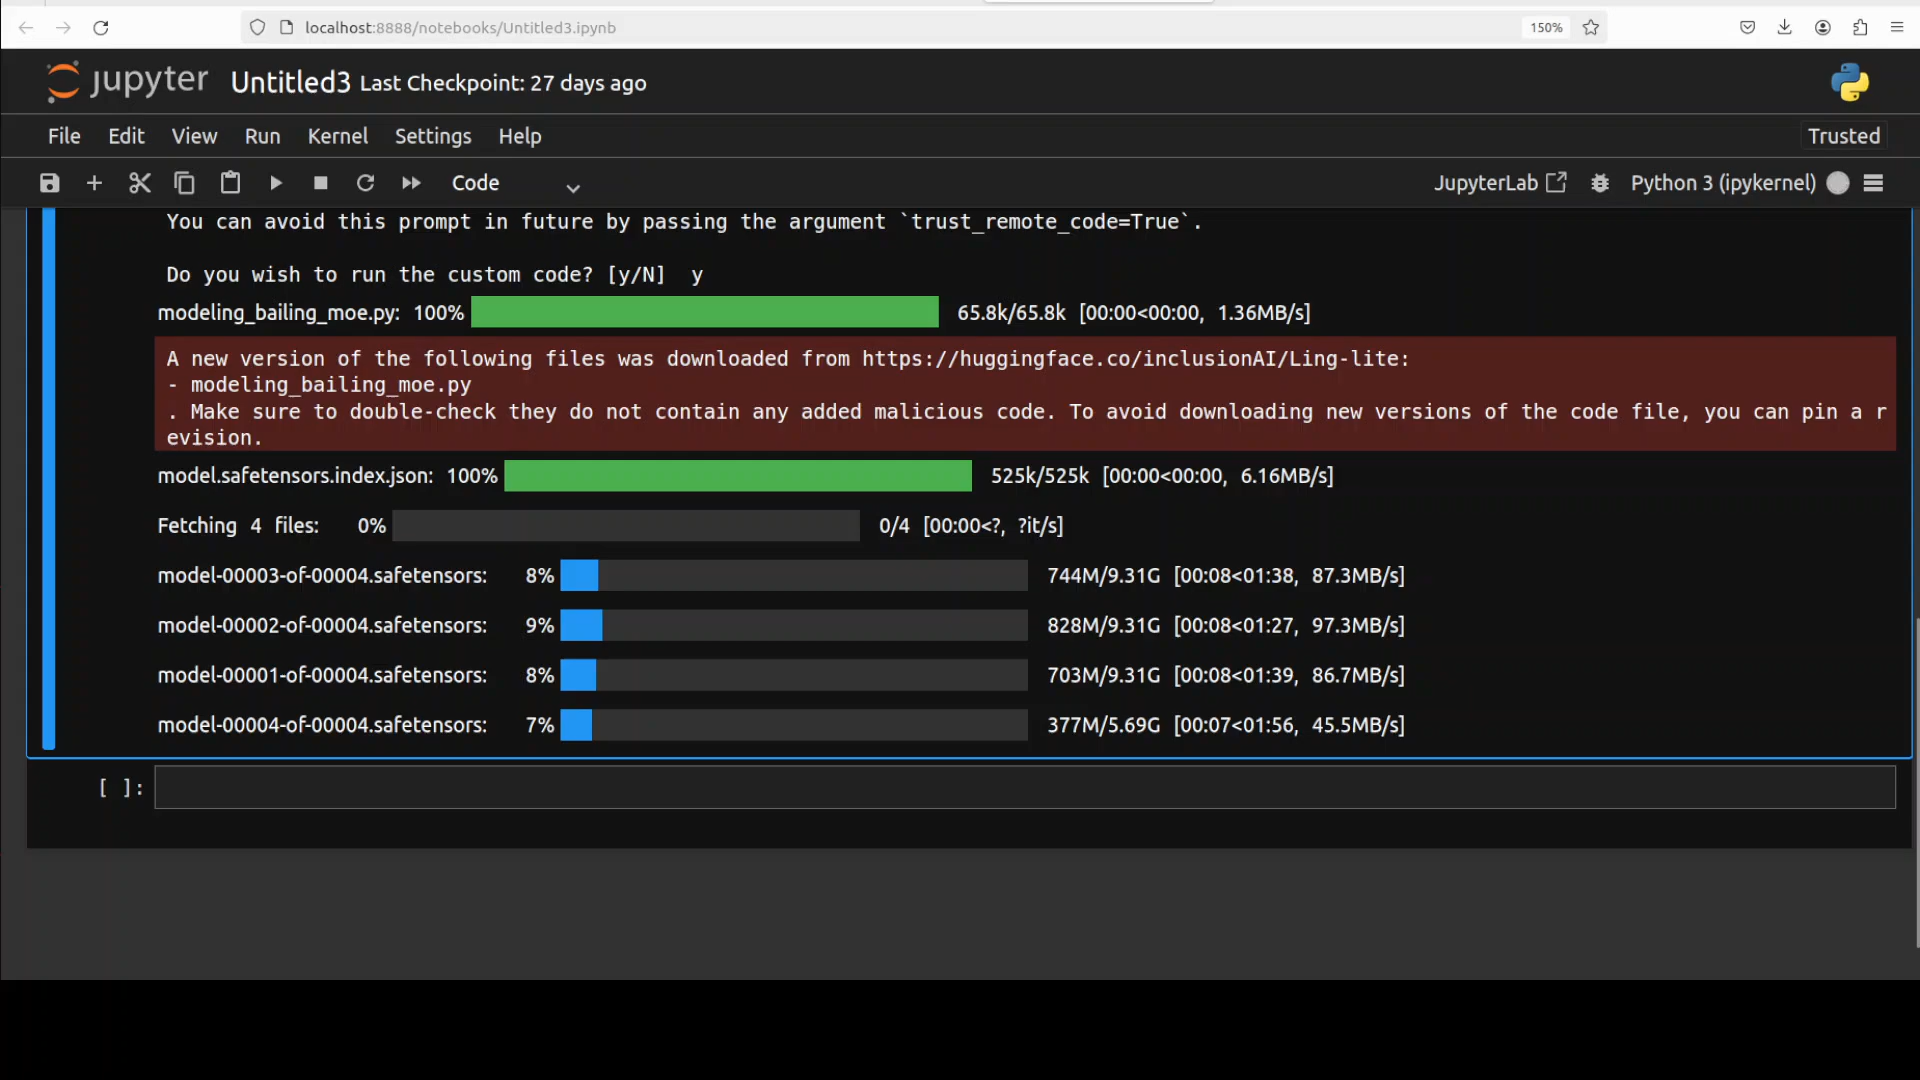 localhost:8888/notebooks/Untitled3.ipynb
150%
jupyter Untitled3 Last Checkpoint: 27 days ago
File Edit View Run Kernel Settings Help
Trusted
Code
JupyterLab
Python 3 (ipykernel)
You can avoid this prompt in future by passing the argument `trust_remote_code=True`.
Do you wish to run the custom code? [y/N] y
modeling_bailing_moe.py: 100% 65.8k/65.8k [00:00<00:00, 1.36MB/s]
A new version of the following files was downloaded from https://huggingface.co/inclusionAI/Ling-lite:
- modeling_bailing_moe.py
. Make sure to double-check they do not contain any added malicious code. To avoid downloading new versions of the code file, you can pin a r
evision.
model.safetensors.index.json: 100% 525k/525k [00:00<00:00, 6.16MB/s]
Fetching 4 files: 0% 0/4 [00:00<?, ?it/s]
model-00003-of-00004.safetensors: 8% 744M/9.31G [00:08<01:38, 87.3MB/s]
model-00002-of-00004.safetensors: 9% 828M/9.31G [00:08<01:27, 97.3MB/s]
model-00001-of-00004.safetensors: 8% 703M/9.31G [00:08<01:39, 86.7MB/s]
model-00004-of-00004.safetensors: 7% 377M/5.69G [00:07<01:56, 45.5MB/s]
[ ]: